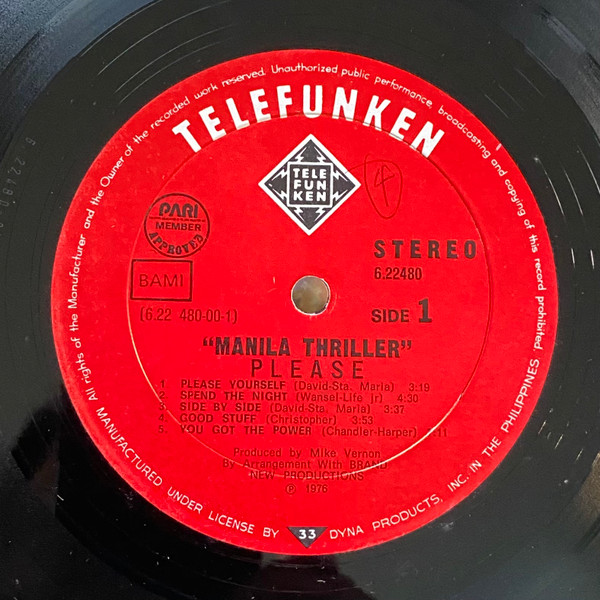 All rights of the Manufacturer and the Owner of the recorded work reserved. Unauthorized public performance, broadcasting and copying of this record prohibited.
TELEFUNKEN
TELE
FUN
KEN
4
PARI
MEMBER
APPROVED
STEREO
6.22480
BAMI
(6.22 480-00-1)
SIDE 1
"MANILA THRILLER"
PLEASE
1. PLEASE YOURSELF (David-Sta. Maria) 3:19
2. SPEND THE NIGHT (Wansel-Life Jr) 4:30
3. SIDE BY SIDE (David-Sta. Maria) 3:37
4. GOOD STUFF (Christopher) 3:53
5. YOU GOT THE POWER (Chandler-Harper) :11
Produced by Mike Vernon
By Arrangement With BRAND
NEW PRODUCTIONS
℗ 1976
MANUFACTURED UNDER LICENSE BY DYNA PRODUCTS, INC. IN THE PHILIPPINES
33